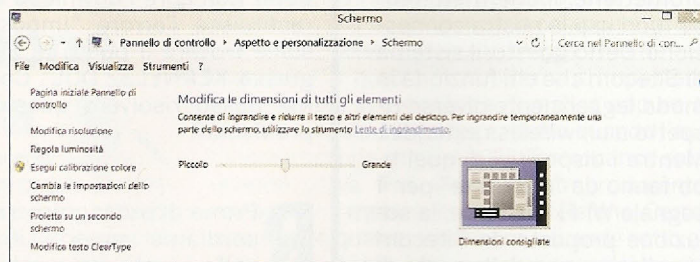 Schermo
Pannello di controllo Aspetto e personalizzazione Schermo
Cerca nel Pannello di con...
File Modifica Visualizza Strumenti ?
Pagina iniziale Pannello di
controllo
Modifica risoluzione
Regola luminosità
Esegui calibrazione colore
Cambia le impostazioni dello
schermo
Proietta su un secondo
schermo
Modifica testo ClearType
Modifica le dimensioni di tutti gli elementi
Consente di ingrandire e ridurre il testo e altri elementi del desktop. Per ingrandire temporaneamente una
parte dello schermo, utilizzare lo strumento Lente di ingrandimento.
Piccolo Grande
Dimensioni consigliate